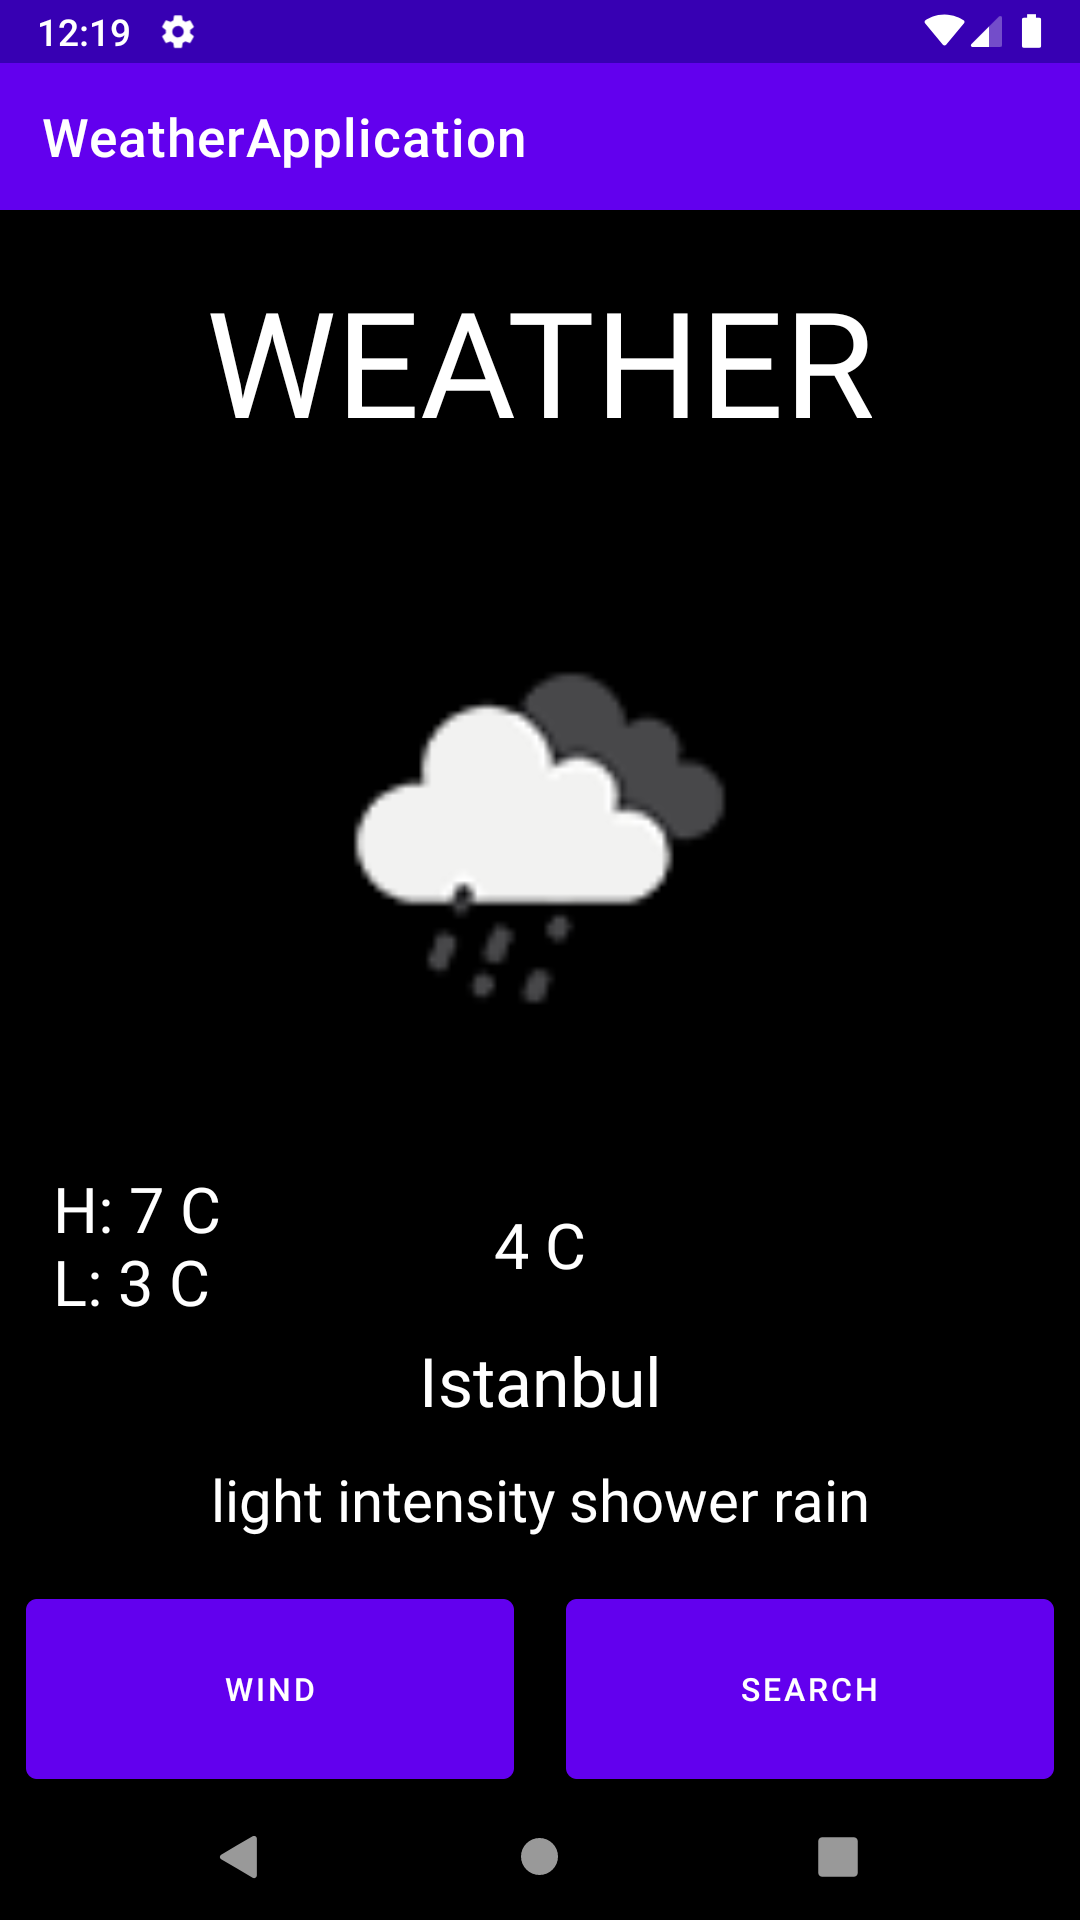 12:19
WeatherApplication
WEATHER
H: 7 C
L: 3 C
4 C
Istanbul
light intensity shower rain
WIND
SEARCH